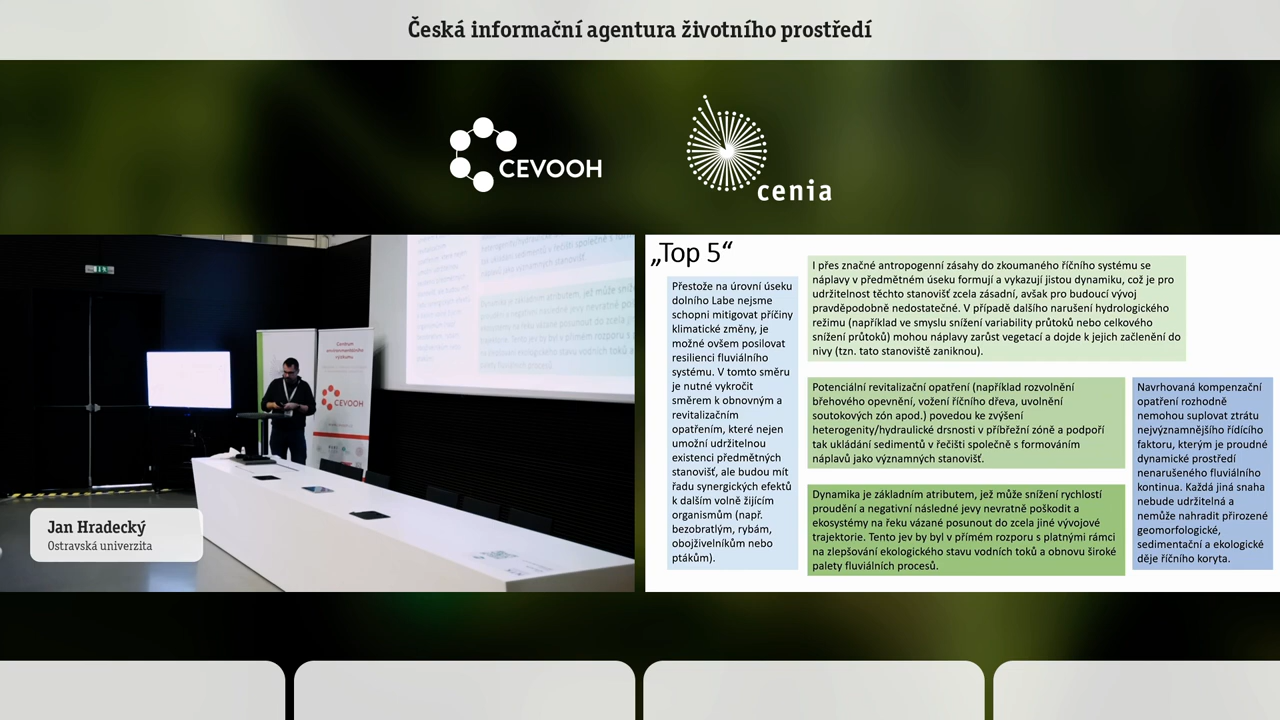 Česká informační agentura životního prostředí
CEVOOH
cenia
CEVOOH
Jan Hradecký
Ostravská univerzita
„Top 5“
Přestože na úrovní úseku
dolního Labe nejsme
schopni mitigovat příčiny
klimatické změny, je
možné ovšem posilovat
resilienci fluviálního
systému. V tomto směru
je nutné vykročit
směrem k obnovným a
revitalizačním
opatřením, které nejen
umožní udržitelnou
existenci předmětných
stanovišť, ale budou mít
řadu synergických efektů
k dalším volně žijícím
organismům (např.
bezobratlým, rybám,
obojživelníkům nebo
ptákům).
I přes značné antropogenní zásahy do zkoumaného říčního systému se
náplavy v předmětném úseku formují a vykazují jistou dynamiku, což je pro
udržitelnost těchto stanovišť zcela zásadní, avšak pro budoucí vývoj
pravděpodobně nedostatečné. V případě dalšího narušení hydrologického
režimu (například ve smyslu snížení variability průtoků nebo celkového
snížení průtoků) mohou náplavy zarůst vegetací a dojde k jejich začlenění do
nivy (tzn. tato stanoviště zaniknou).
Potenciální revitalizační opatření (například rozvolnění
břehového opevnění, vožení říčního dřeva, uvolnění
soutokových zón apod.) povedou ke zvýšení
heterogenity/hydraulické drsnosti v příbřežní zóně a podpoří
tak ukládání sedimentů v řečišti společně s formováním
náplavů jako významných stanovišť.
Dynamika je základním atributem, jež může snížení rychlostí
proudění a negativní následné jevy nevratně poškodit a
ekosystémy na řeku vázané posunout do zcela jiné vývojové
trajektorie. Tento jev by byl v přímém rozporu s platnými rámci
na zlepšování ekologického stavu vodních toků a obnovu široké
palety fluviálních procesů.
Navrhovaná kompenzační
opatření rozhodně
nemohou suplovat ztrátu
nejvýznamnějšího řídícího
faktoru, kterým je proudné
dynamické prostředí
nenarušeného fluviálního
kontinua. Každá jiná snaha
nebude udržitelná a
nemůže nahradit přirozené
geomorfologické,
sedimentační a ekologické
děje říčního koryta.